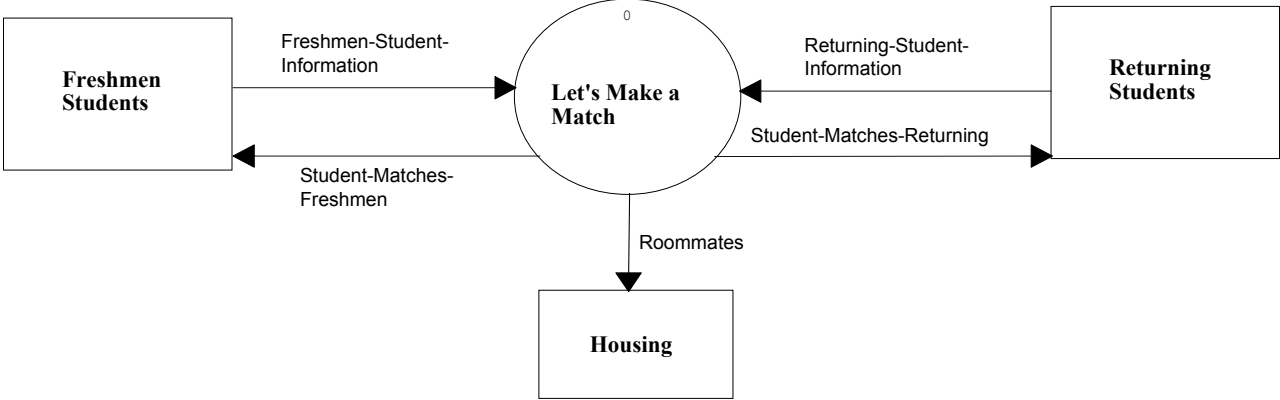 0
Freshmen
Students
Freshmen-Student-
Information
Let's Make a
Match
Returning-Student-
Information
Returning
Students
Student-Matches-
Freshmen
Student-Matches-Returning
Roommates
Housing